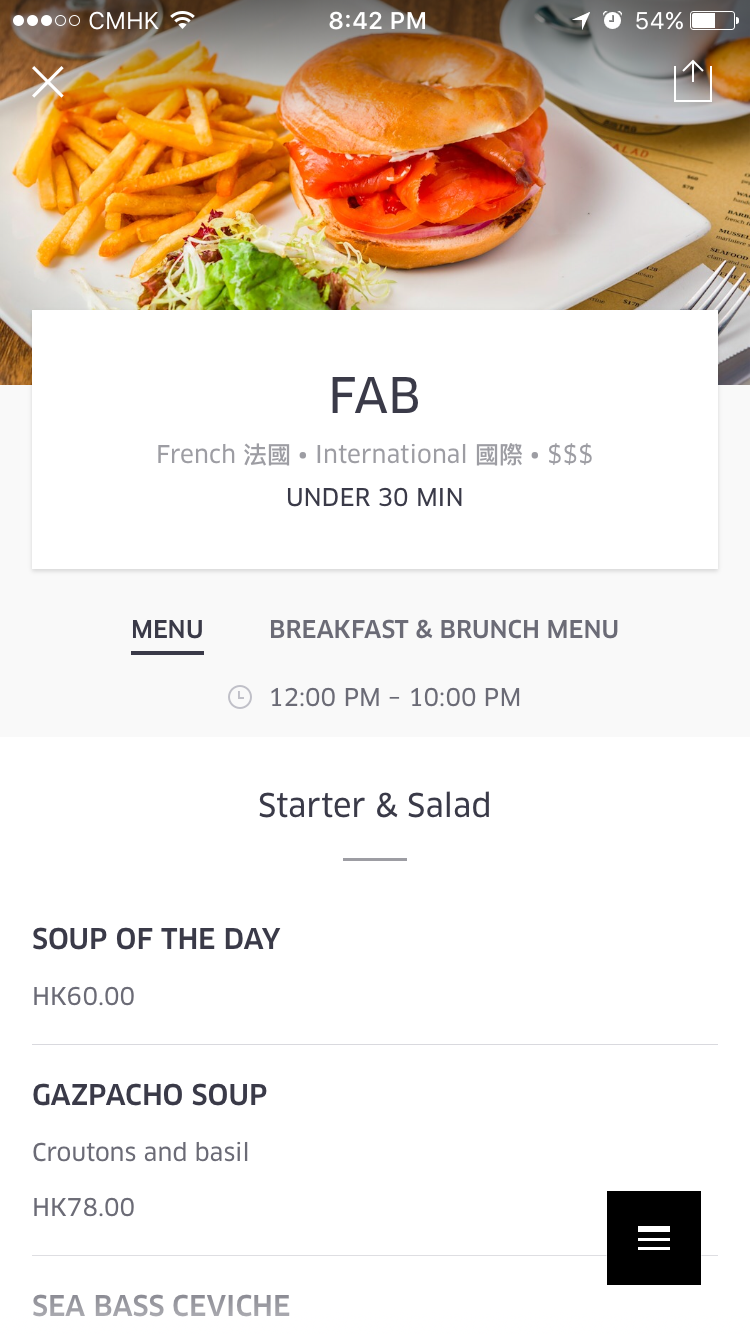 CMHK 8:42 PM 54%
BISTRO
SALAD
FAB
French 法國 • International 國際 • $$$
UNDER 30 MIN
MENU BREAKFAST & BRUNCH MENU
12:00 PM – 10:00 PM
Starter & Salad
SOUP OF THE DAY
HK60.00
GAZPACHO SOUP
Croutons and basil
HK78.00
SEA BASS CEVICHE